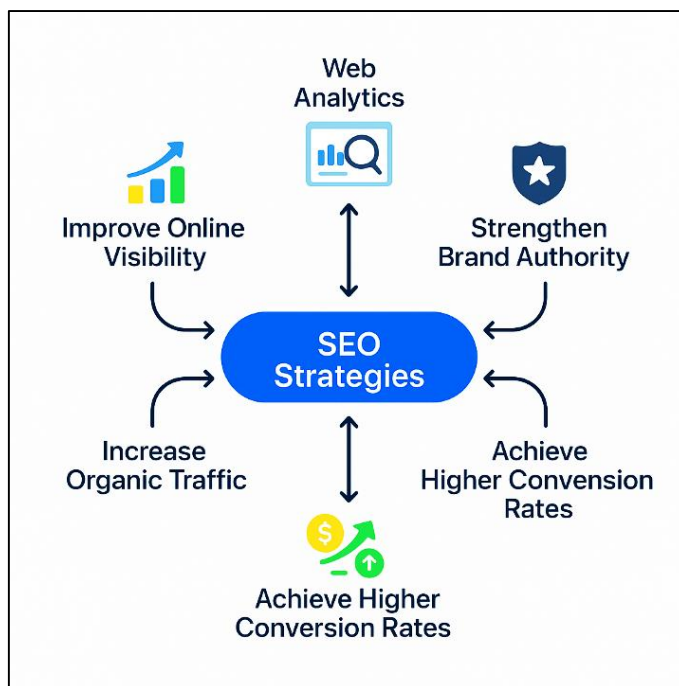 Web
Analytics
Improve Online
Visibility
Strengthen
Brand Authority
SEO
Strategies
Increase
Organic Traffic
Achieve
Higher Convension
Rates
$
Achieve Higher
Conversion Rates